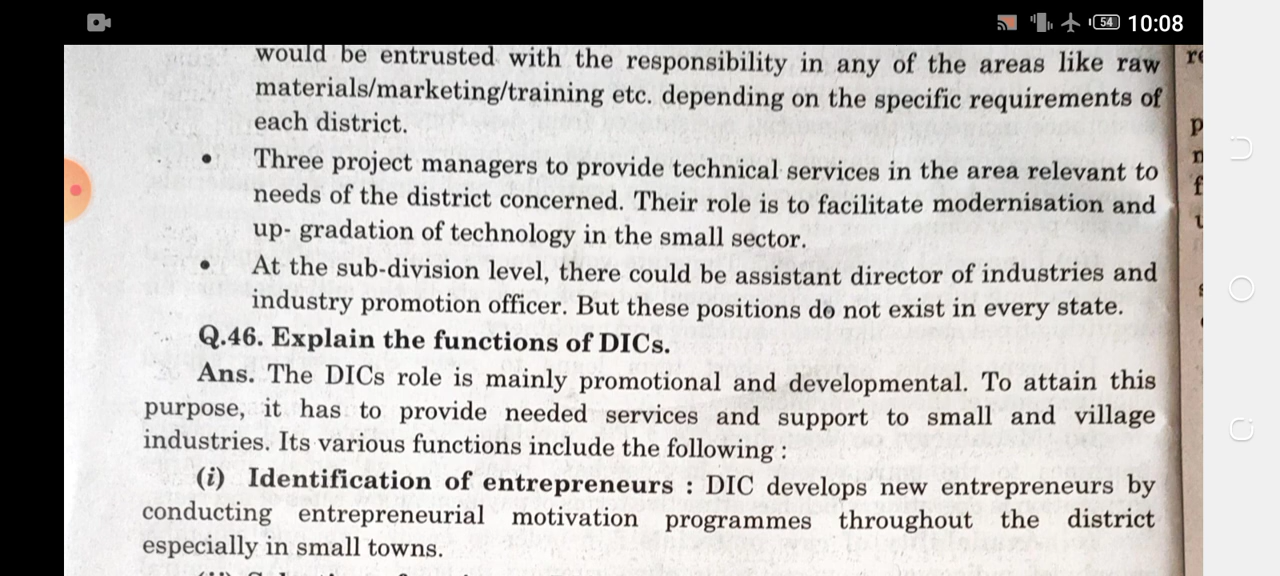 54 10:08
would be entrusted with the responsibility in any of the areas like raw
materials/marketing/training etc. depending on the specific requirements of
each district.
• Three project managers to provide technical services in the area relevant to
needs of the district concerned. Their role is to facilitate modernisation and
up- gradation of technology in the small sector.
• At the sub-division level, there could be assistant director of industries and
industry promotion officer. But these positions do not exist in every state.
Q.46. Explain the functions of DICs.
Ans. The DICs role is mainly promotional and developmental. To attain this
purpose, it has to provide needed services and support to small and village
industries. Its various functions include the following :
(i) Identification of entrepreneurs : DIC develops new entrepreneurs by
conducting entrepreneurial motivation programmes throughout the district
especially in small towns.